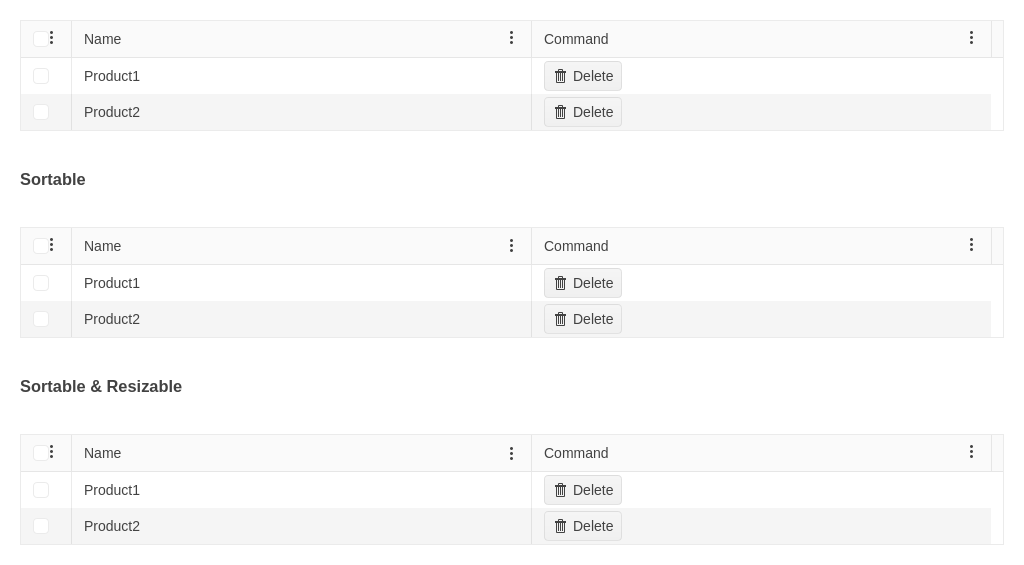 Name Command
Product1 Delete
Product2 Delete
Sortable
Name Command
Product1 Delete
Product2 Delete
Sortable & Resizable
Name Command
Product1 Delete
Product2 Delete